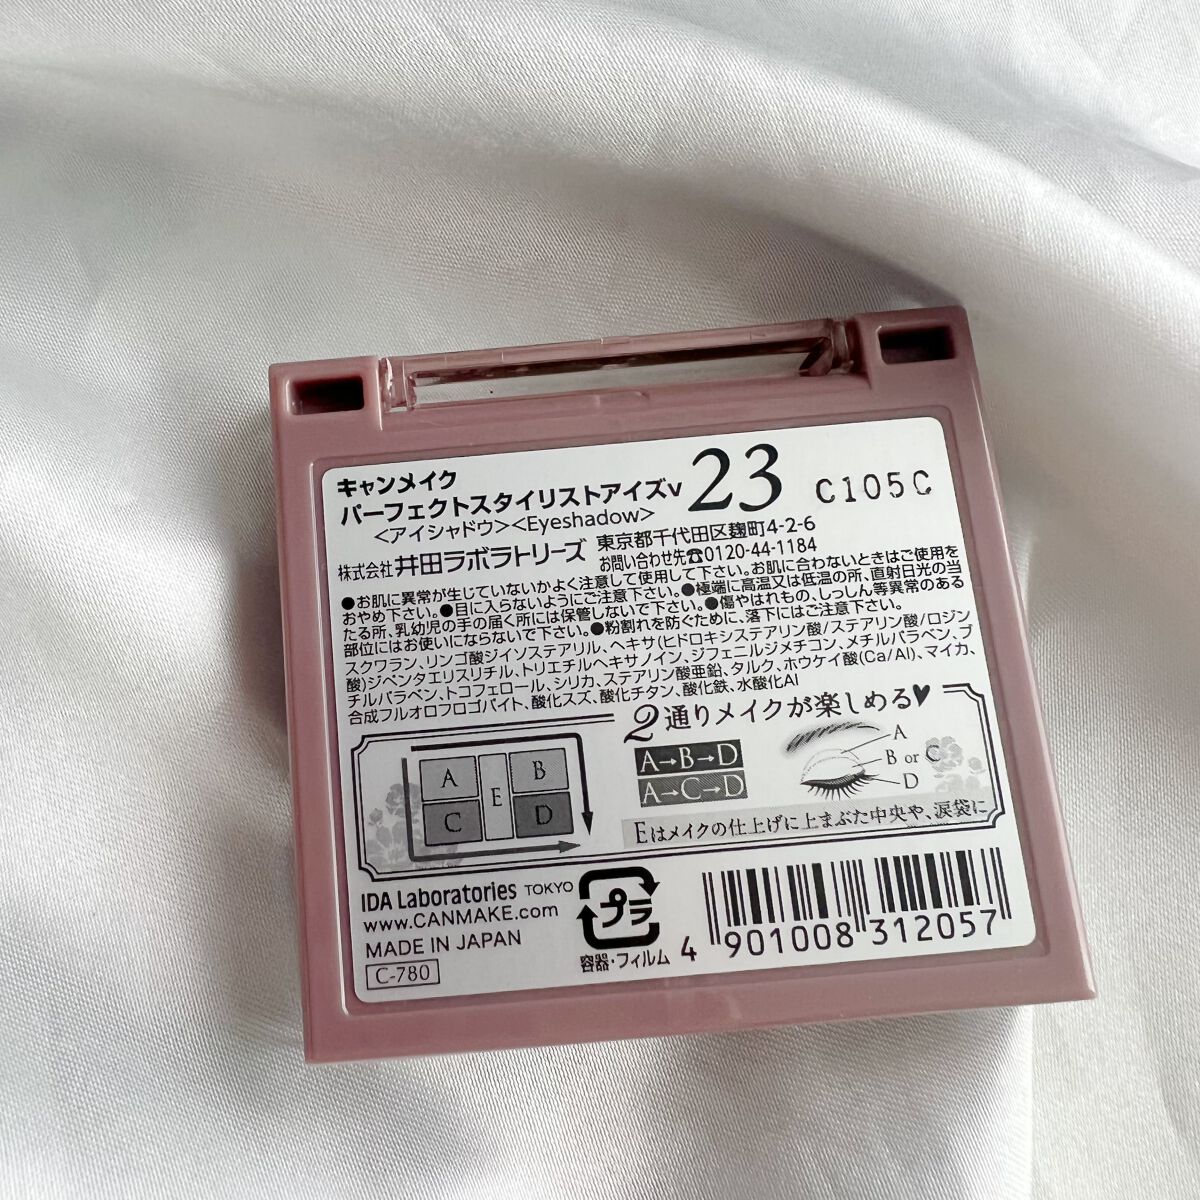 キャンメイク
パーフェクトスタイリストアイズv 23 C105C
<アイシャドウ><Eyeshadow>
株式会社 井田ラボラトリーズ 東京都千代田区麹町4-2-6
お問い合わせ先☎0120-44-1184
●お肌に異常が生じていないかよく注意して使用して下さい。お肌に合わないときはご使用を
おやめ下さい。●目に入らないようにご注意下さい。●極端に高温又は低温の所、直射日光の当
たる所、乳幼児の手の届く所には保管しないで下さい。●傷やはれもの、しっしん等異常のある
部位にはお使いにならないで下さい。●粉割れを防ぐために、落下にはご注意下さい。
スクワラン、リンゴ酸ジイソステアリル、ヘキサ(ヒドロキシステアリン酸/ステアリン酸/ロジン
酸)ジペンタエリスリチル、トリエチルヘキサノイン、ジフェニルジメチコン、メチルパラベン、ブ
チルパラベン、トコフェロール、シリカ、ステアリン酸亜鉛、タルク、ホウケイ酸(Ca/Al)、マイカ、
合成フルオロフロゴパイト、酸化スズ、酸化チタン、酸化鉄、水酸化Al
2通りメイクが楽しめる♥
A B
E
C D
A→B→D
A→C→D
A
B or C
D
Eはメイクの仕上げに上まぶた中央や、涙袋に
IDA Laboratories TOKYO
www.CANMAKE.com
MADE IN JAPAN
C-780
プラ
容器・フィルム
4 901008 312057